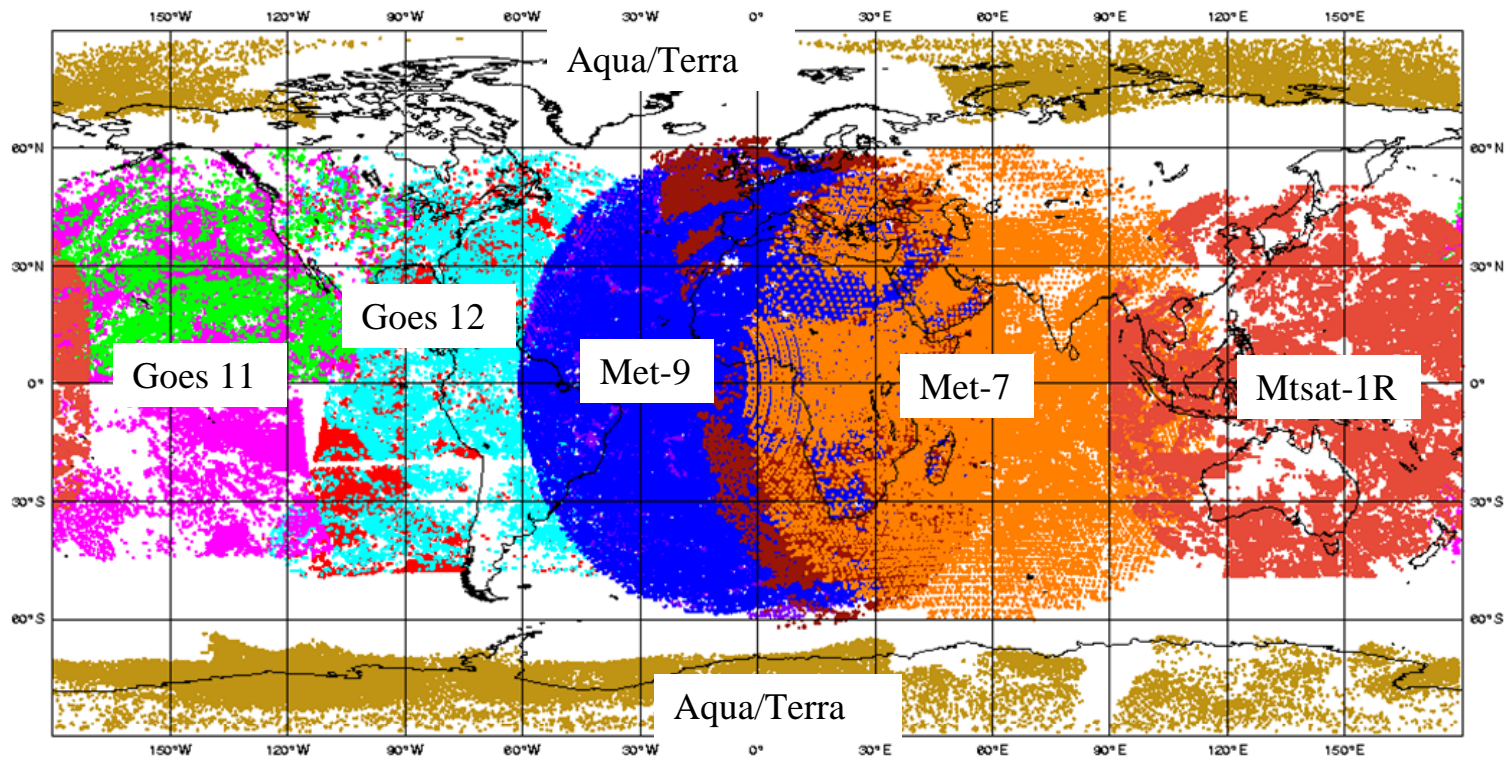 150°W 120°W 90°W 60°W 30°W 0° 30°E 60°E 90°E 120°E 150°E
Aqua/Terra
60°N 60°N
30°N 30°N
Goes 12
Goes 11 Met-9 Met-7 Mtsat-1R
0° 0°
30°S 30°S
60°S 60°S
Aqua/Terra
150°W 120°W 90°W 60°W 30°W 0° 30°E 60°E 90°E 120°E 150°E